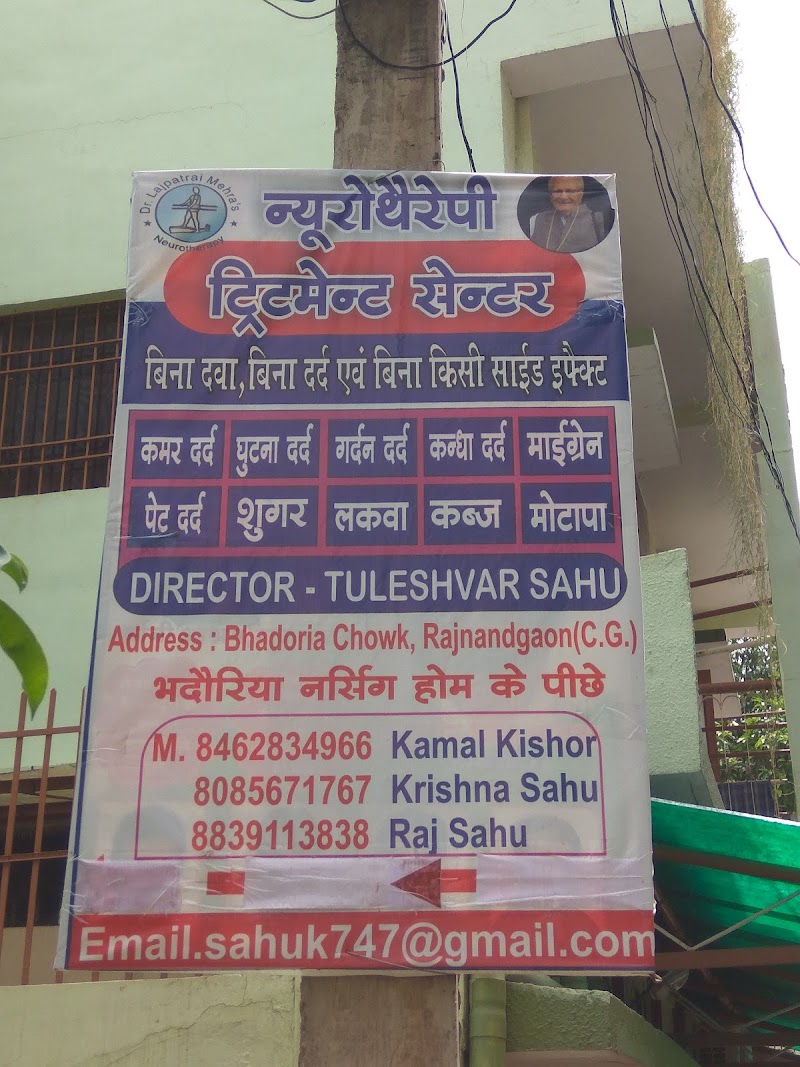 Dr. Lajpatrai Mehra's
Neurotherapy
न्यूरोथैरेपी
ट्रिटमेन्ट सेन्टर
बिना दवा, बिना दर्द एवं बिना किसी साईड इफैक्ट
कमर दर्द घुटना दर्द गर्दन दर्द कन्धा दर्द माईग्रेन
पेट दर्द शुगर लकवा कब्ज मोटापा
DIRECTOR - TULESHVAR SAHU
Address : Bhadoria Chowk, Rajnandgaon(C.G.)
भदौरिया नर्सिग होम के पीछे
M. 8462834966 Kamal Kishor
8085671767 Krishna Sahu
8839113838 Raj Sahu
Email.sahuk747@gmail.com